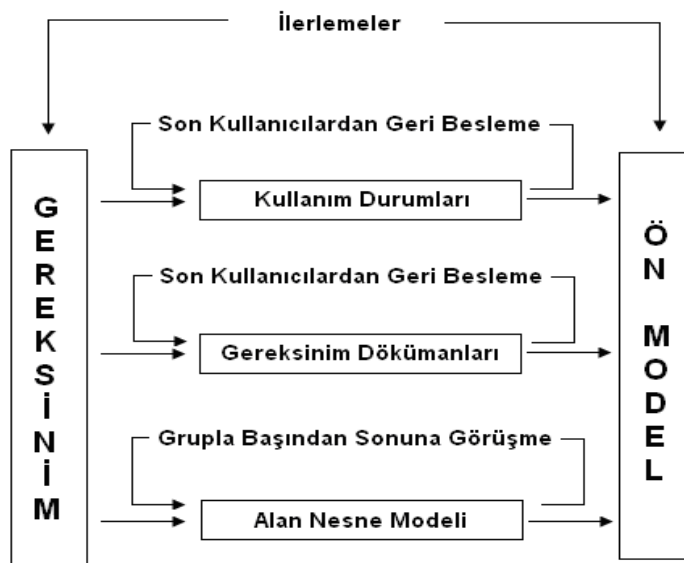 İlerlemeler
Son Kullanıcılardan Geri Besleme
Kullanım Durumları
Son Kullanıcılardan Geri Besleme
Gereksinim Dökümanları
Grupla Başından Sonuna Görüşme
Alan Nesne Modeli
GEREKSİNİM
ÖN MODEL